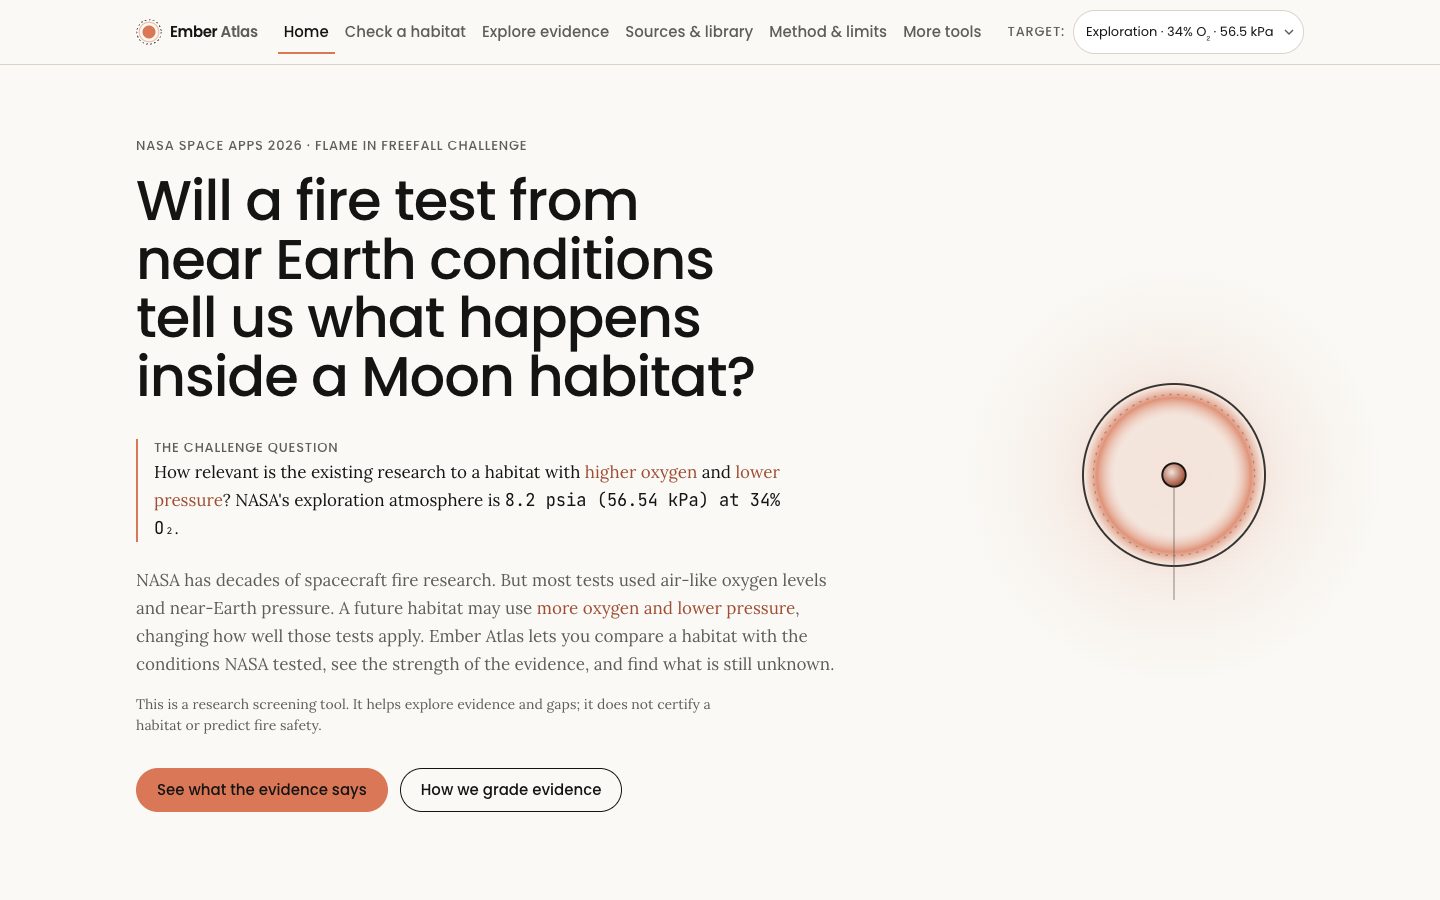 Ember Atlas
Home
Check a habitat
Explore evidence
Sources & library
Method & limits
More tools
TARGET:
Exploration · 34% O₂ · 56.5 kPa
NASA SPACE APPS 2026 · FLAME IN FREEFALL CHALLENGE
Will a fire test from
near Earth conditions
tell us what happens
inside a Moon habitat?
THE CHALLENGE QUESTION
How relevant is the existing research to a habitat with higher oxygen and lower
pressure? NASA's exploration atmosphere is 8.2 psia (56.54 kPa) at 34%
O₂.
NASA has decades of spacecraft fire research. But most tests used air-like oxygen levels
and near-Earth pressure. A future habitat may use more oxygen and lower pressure,
changing how well those tests apply. Ember Atlas lets you compare a habitat with the
conditions NASA tested, see the strength of the evidence, and find what is still unknown.
This is a research screening tool. It helps explore evidence and gaps; it does not certify a
habitat or predict fire safety.
See what the evidence says
How we grade evidence